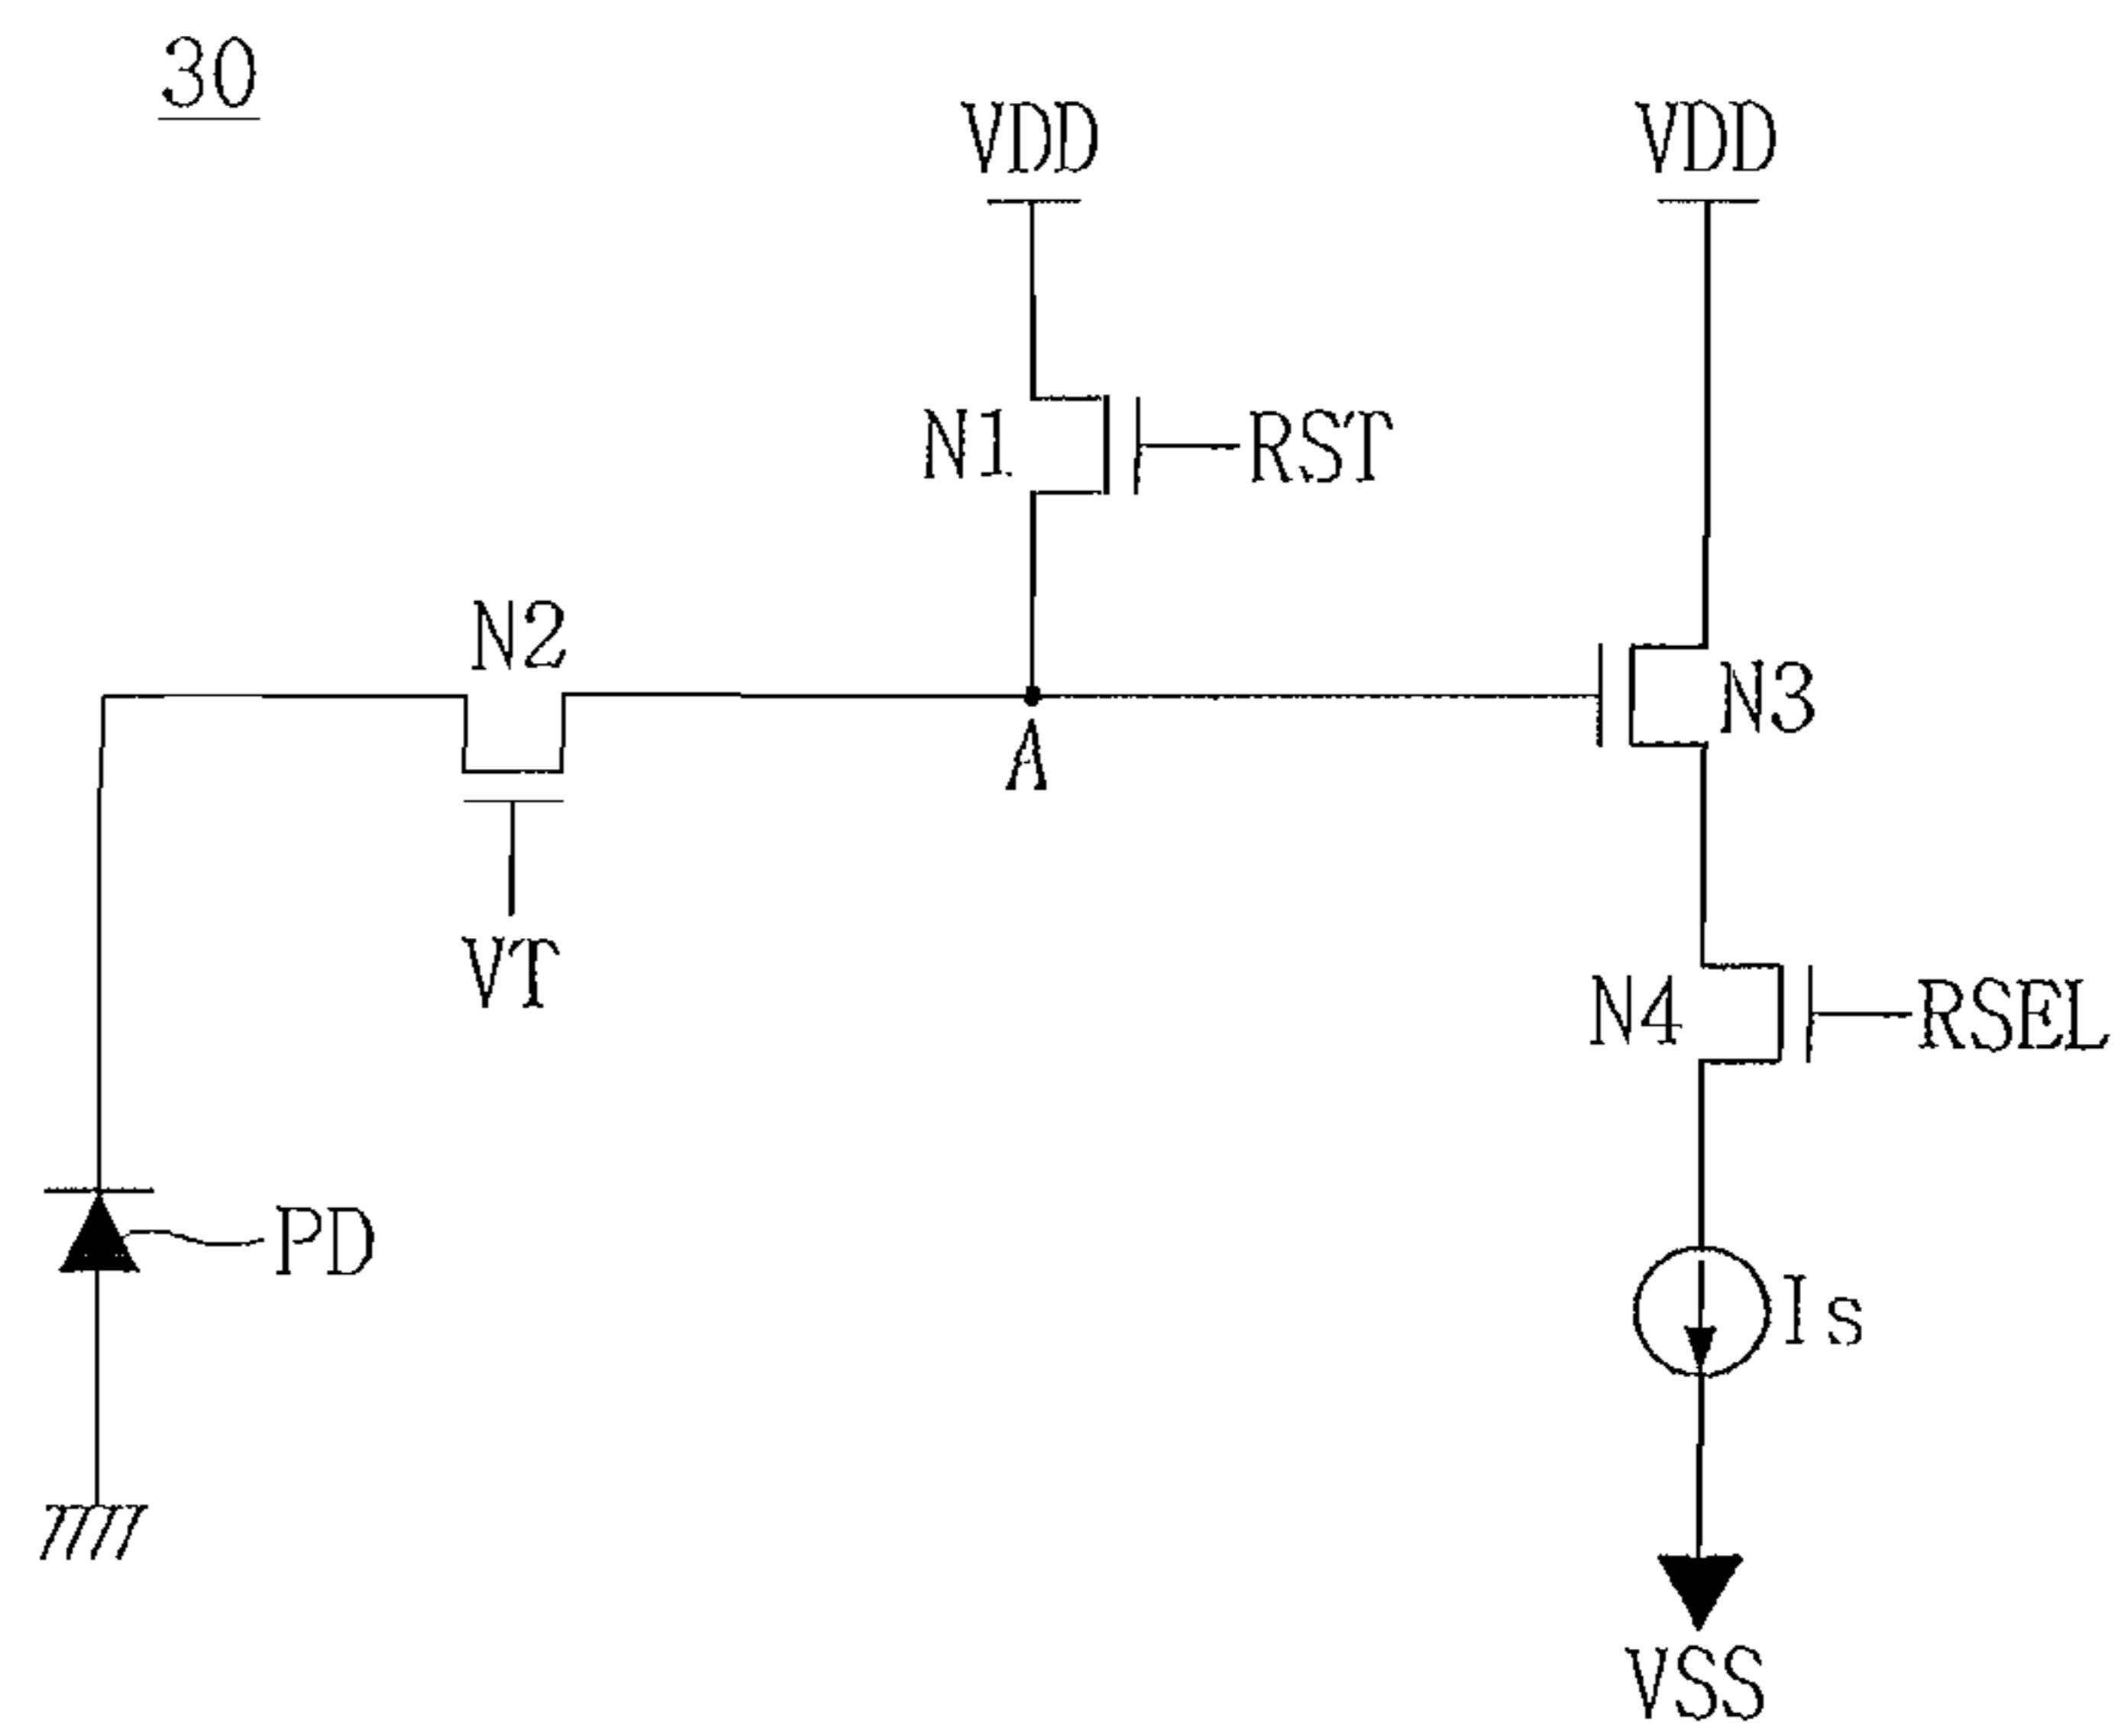 30
VDD VDD
N1 RST
N2
N3
A
VT
N4 RSEL
PD
Is
VSS